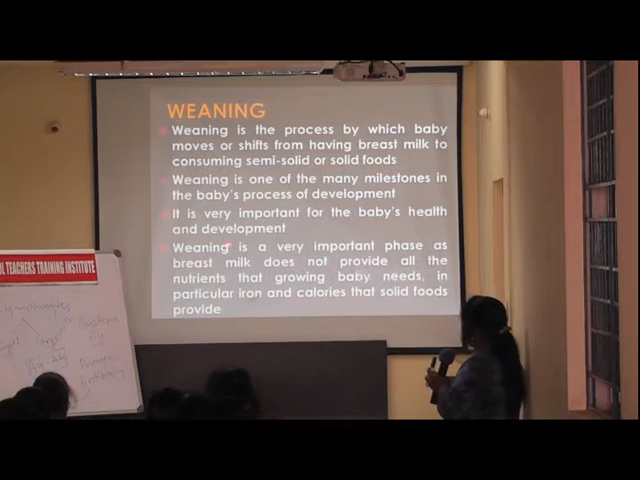 WEANING
Weaning is the process by which baby
moves or shifts from having breast milk to
consuming semi-solid or solid foods
Weaning is one of the many milestones in
the baby's process of development
It is very important for the baby's health
and development
Weaning is a very important phase as
breast milk does not provide all the
nutrients that growing baby needs, in
particular iron and calories that solid foods
provide
TEACHERS TRAINING INSTITUTE
Lymphocytes